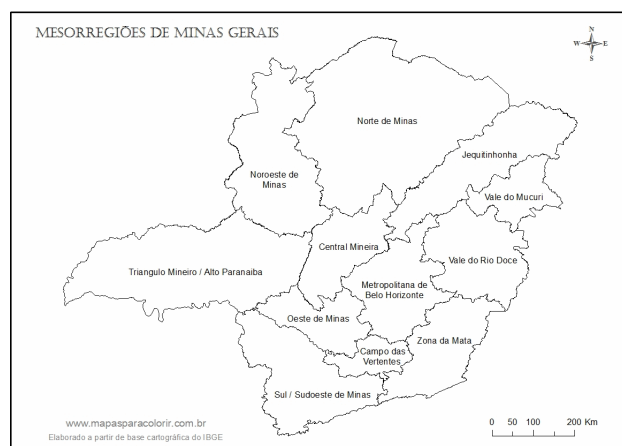 MESORREGIÕES DE MINAS GERAIS
N
W E
S
Norte de Minas
Jequitinhonha
Noroeste de
Minas
Vale do Mucuri
Central Mineira
Vale do Rio Doce
Triangulo Mineiro / Alto Paranaiba
Metropolitana de
Belo Horizonte
Oeste de Minas
Zona da Mata
Campo das
Vertentes
Sul / Sudoeste de Minas
www.mapasparacolorir.com.br
Elaborado a partir de base cartográfica do IBGE
0 50 100 200 Km